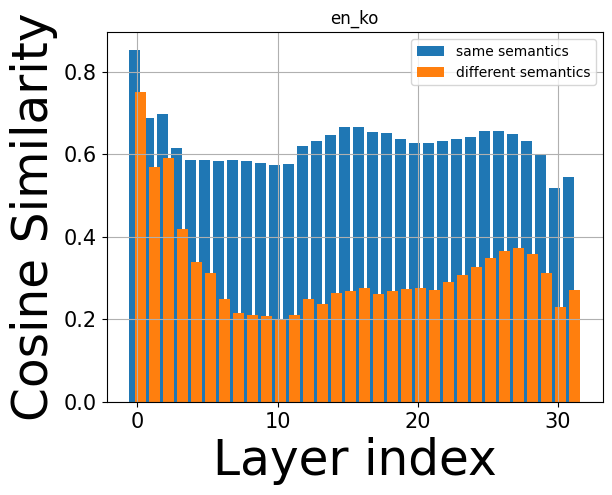 en_ko
same semantics
different semantics
Cosine Similarity
0.8
0.6
0.4
0.2
0.0
0 10 20 30
Layer index